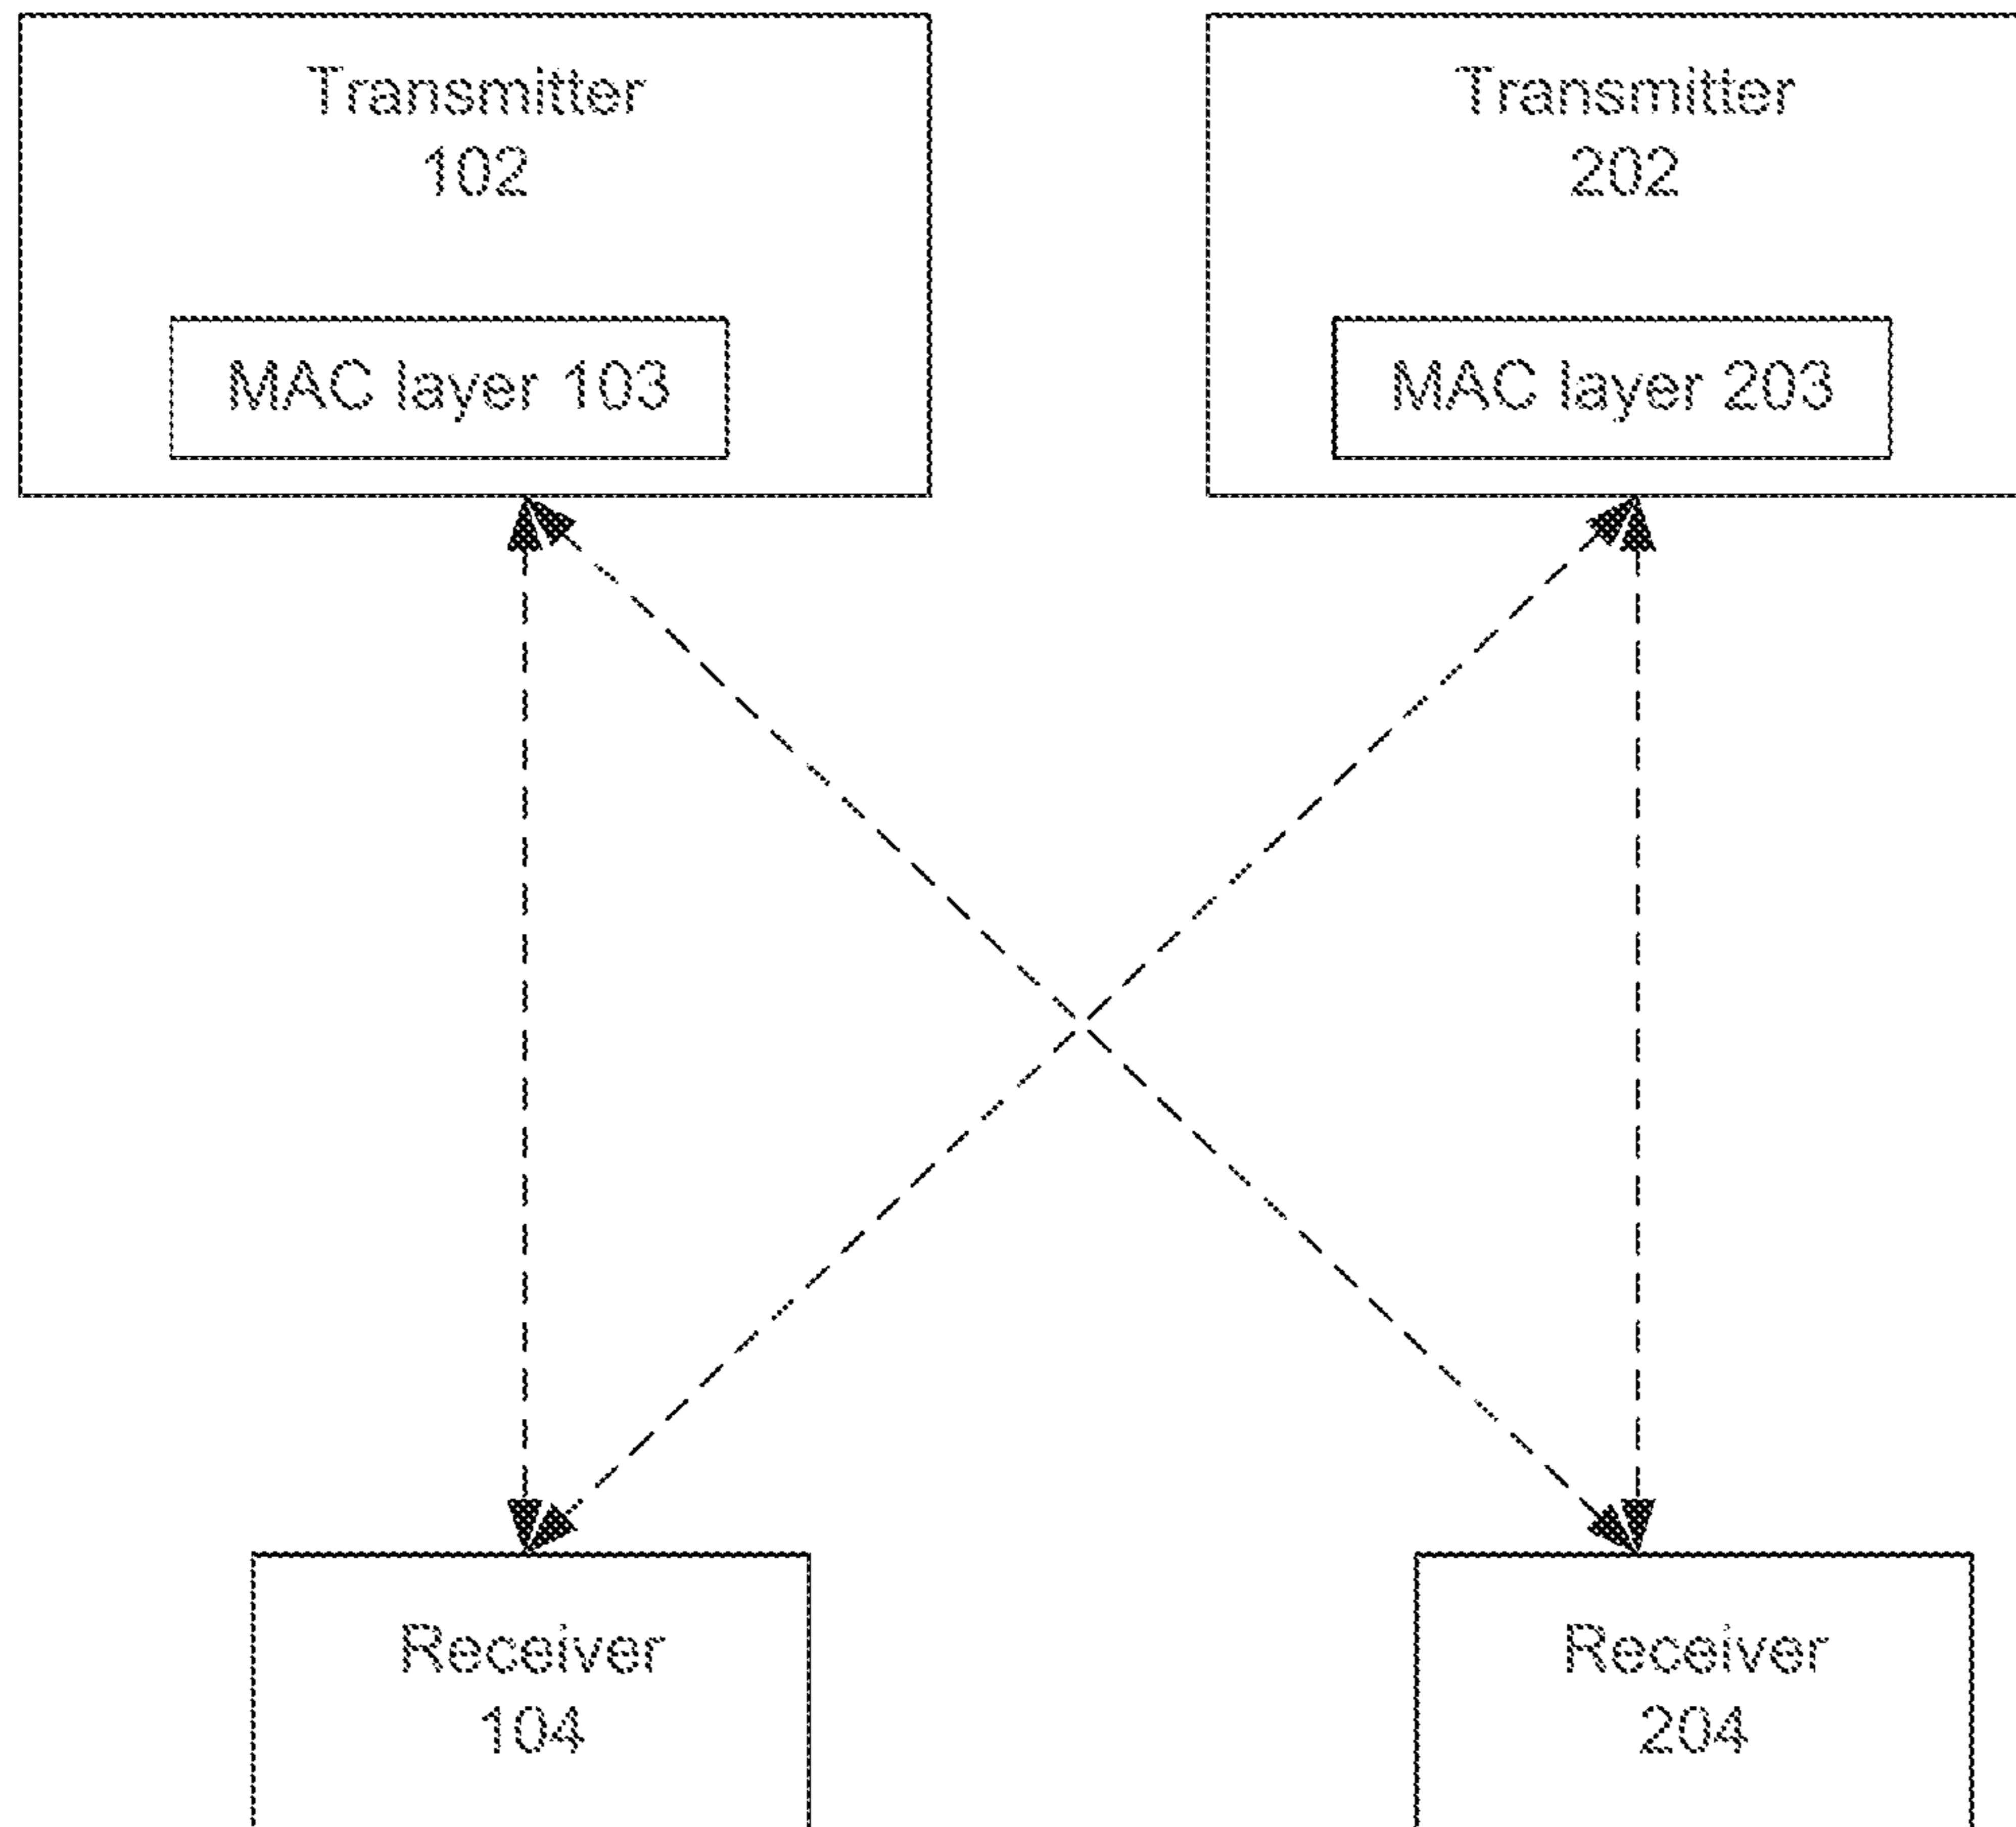 Transmitter
102
MAC layer 103
Transmitter
202
MAC layer 203
Receiver
104
Receiver
204